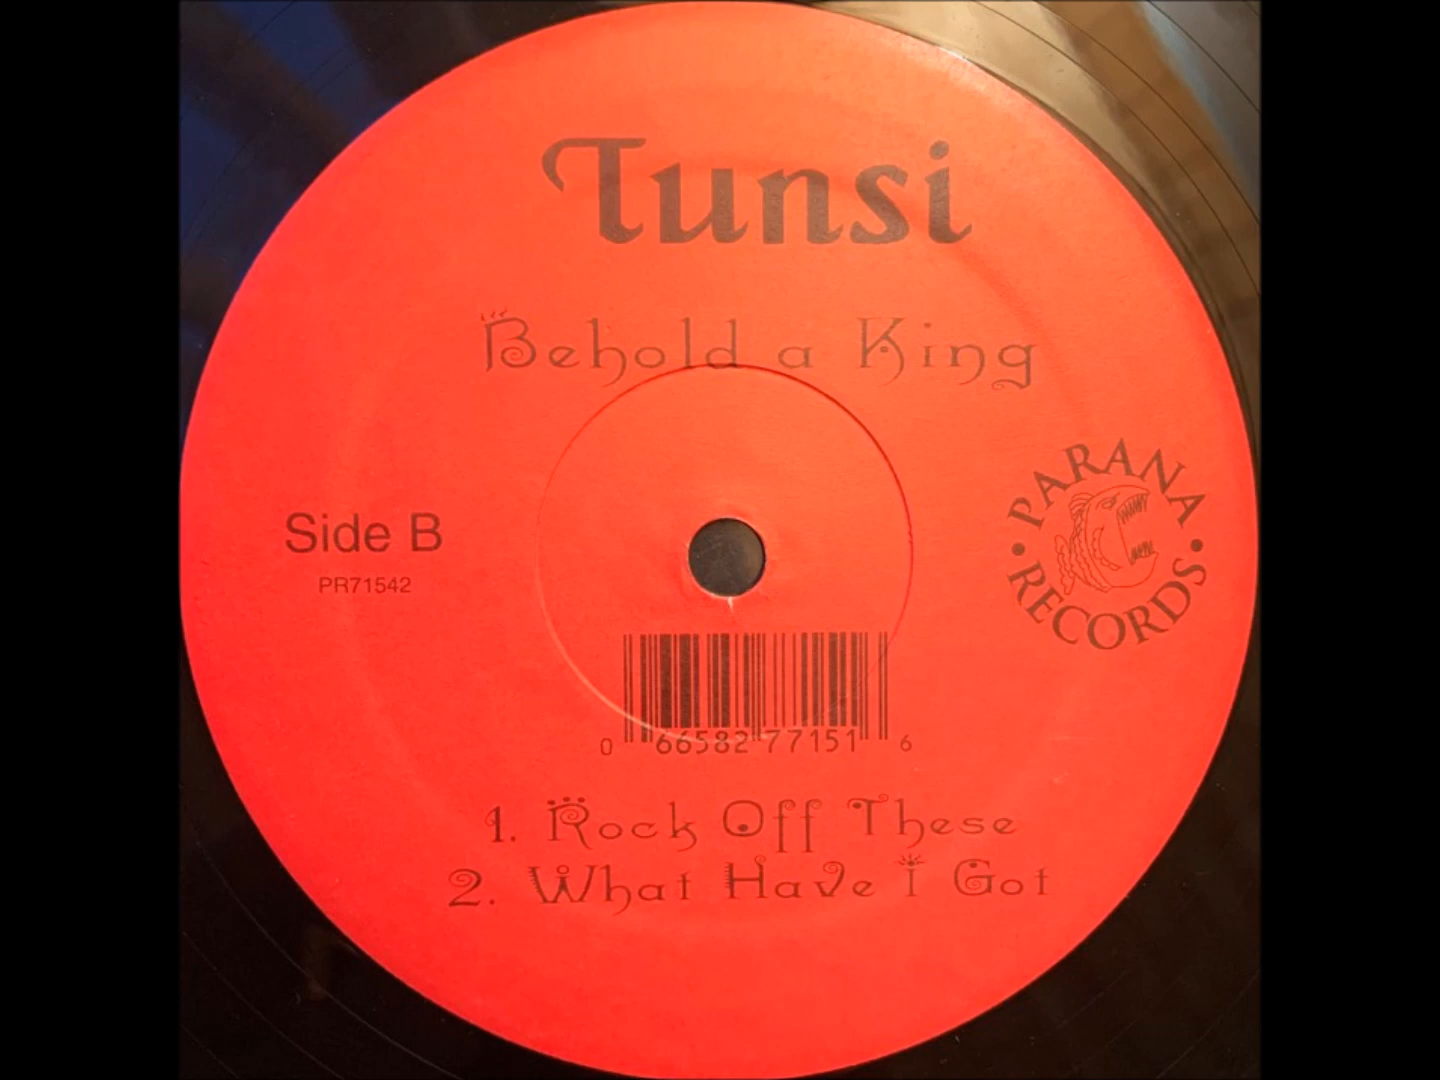 Tunsi
Behold a King
PARANA
RECORDS
Side B
PR71542
0 66582 77151 6
1. Rock Off These
2. What Have I Got